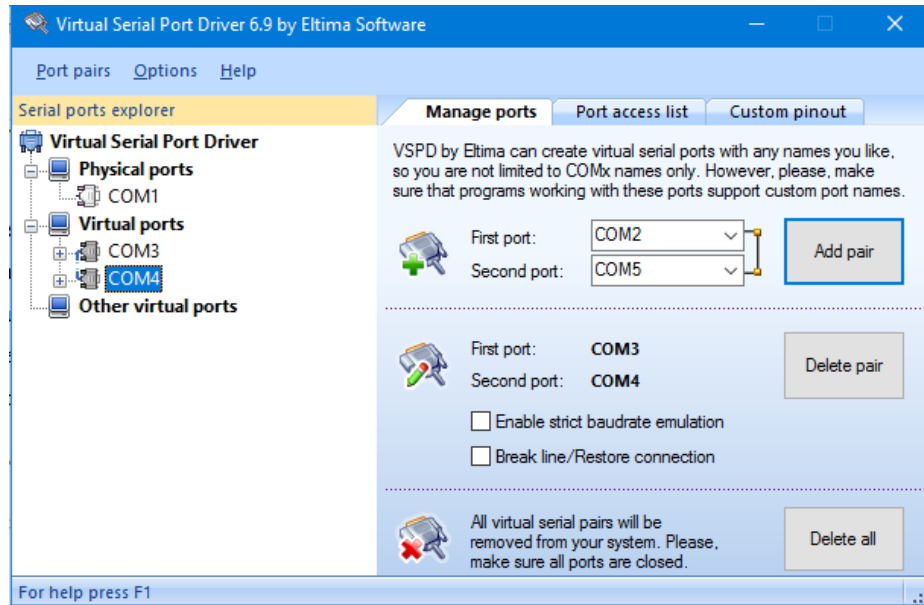 Virtual Serial Port Driver 6.9 by Eltima Software
Port pairs Options Help
Serial ports explorer
Virtual Serial Port Driver
Physical ports
COM1
Virtual ports
COM3
COM4
Other virtual ports
Manage ports Port access list Custom pinout
VSPD by Eltima can create virtual serial ports with any names you like,
so you are not limited to COMx names only. However, please, make
sure that programs working with these ports support custom port names.
First port: COM2
Second port: COM5
Add pair
First port: COM3
Second port: COM4
Delete pair
Enable strict baudrate emulation
Break line/Restore connection
All virtual serial pairs will be
removed from your system. Please,
make sure all ports are closed.
Delete all
For help press F1